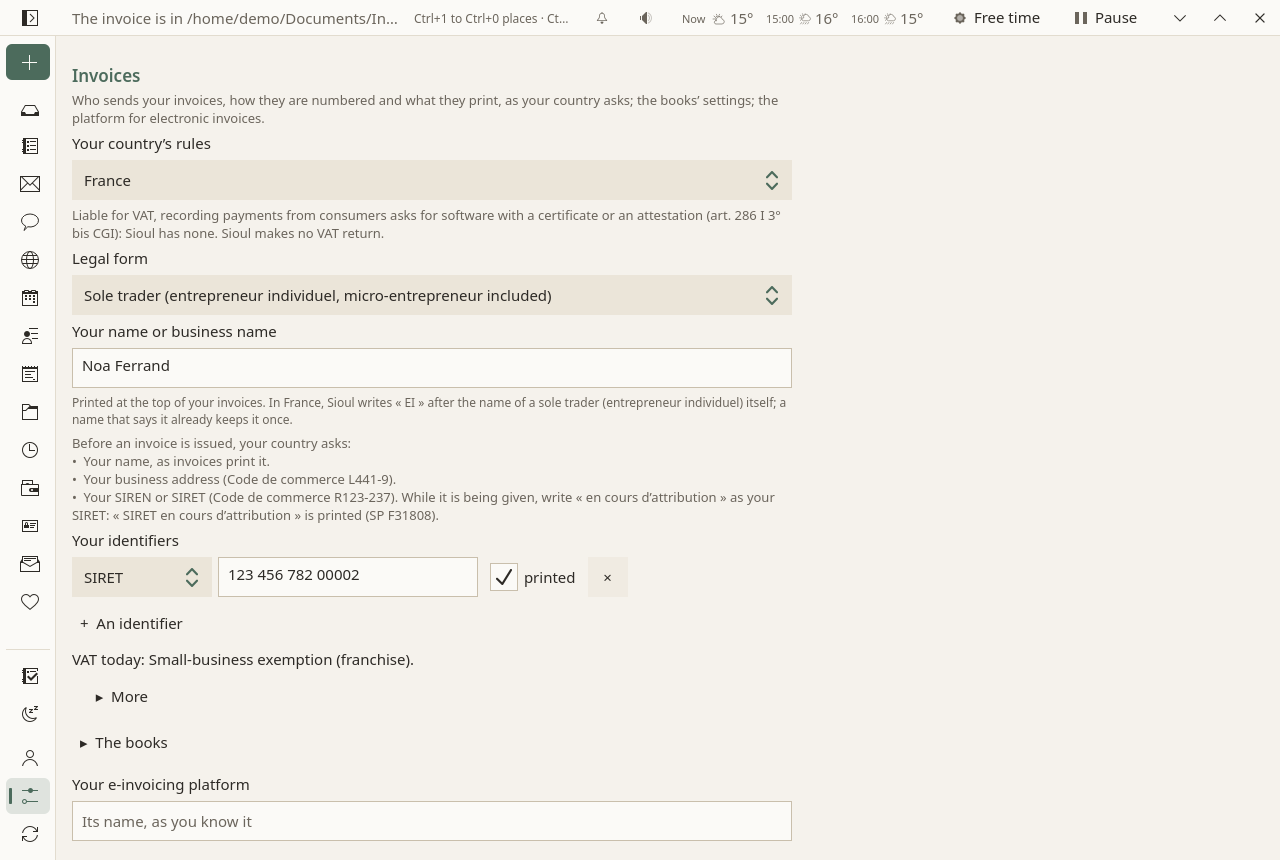 The invoice is in /home/demo/Documents/In...
Ctrl+1 to Ctrl+0 places · Ct...
Now 15° 15:00 16° 16:00 15°
Free time
Pause
Invoices
Who sends your invoices, how they are numbered and what they print, as your country asks; the books’ settings; the
platform for electronic invoices.
Your country’s rules
France
Liable for VAT, recording payments from consumers asks for software with a certificate or an attestation (art. 286 I 3°
bis CGI): Sioul has none. Sioul makes no VAT return.
Legal form
Sole trader (entrepreneur individuel, micro-entrepreneur included)
Your name or business name
Noa Ferrand
Printed at the top of your invoices. In France, Sioul writes « EI » after the name of a sole trader (entrepreneur individuel) itself; a
name that says it already keeps it once.
Before an invoice is issued, your country asks:
• Your name, as invoices print it.
• Your business address (Code de commerce L441-9).
• Your SIREN or SIRET (Code de commerce R123-237). While it is being given, write « en cours d’attribution » as your
SIRET: « SIRET en cours d’attribution » is printed (SP F31808).
Your identifiers
SIRET
123 456 782 00002
printed
×
+ An identifier
VAT today: Small-business exemption (franchise).
▸ More
▸ The books
Your e-invoicing platform
Its name, as you know it